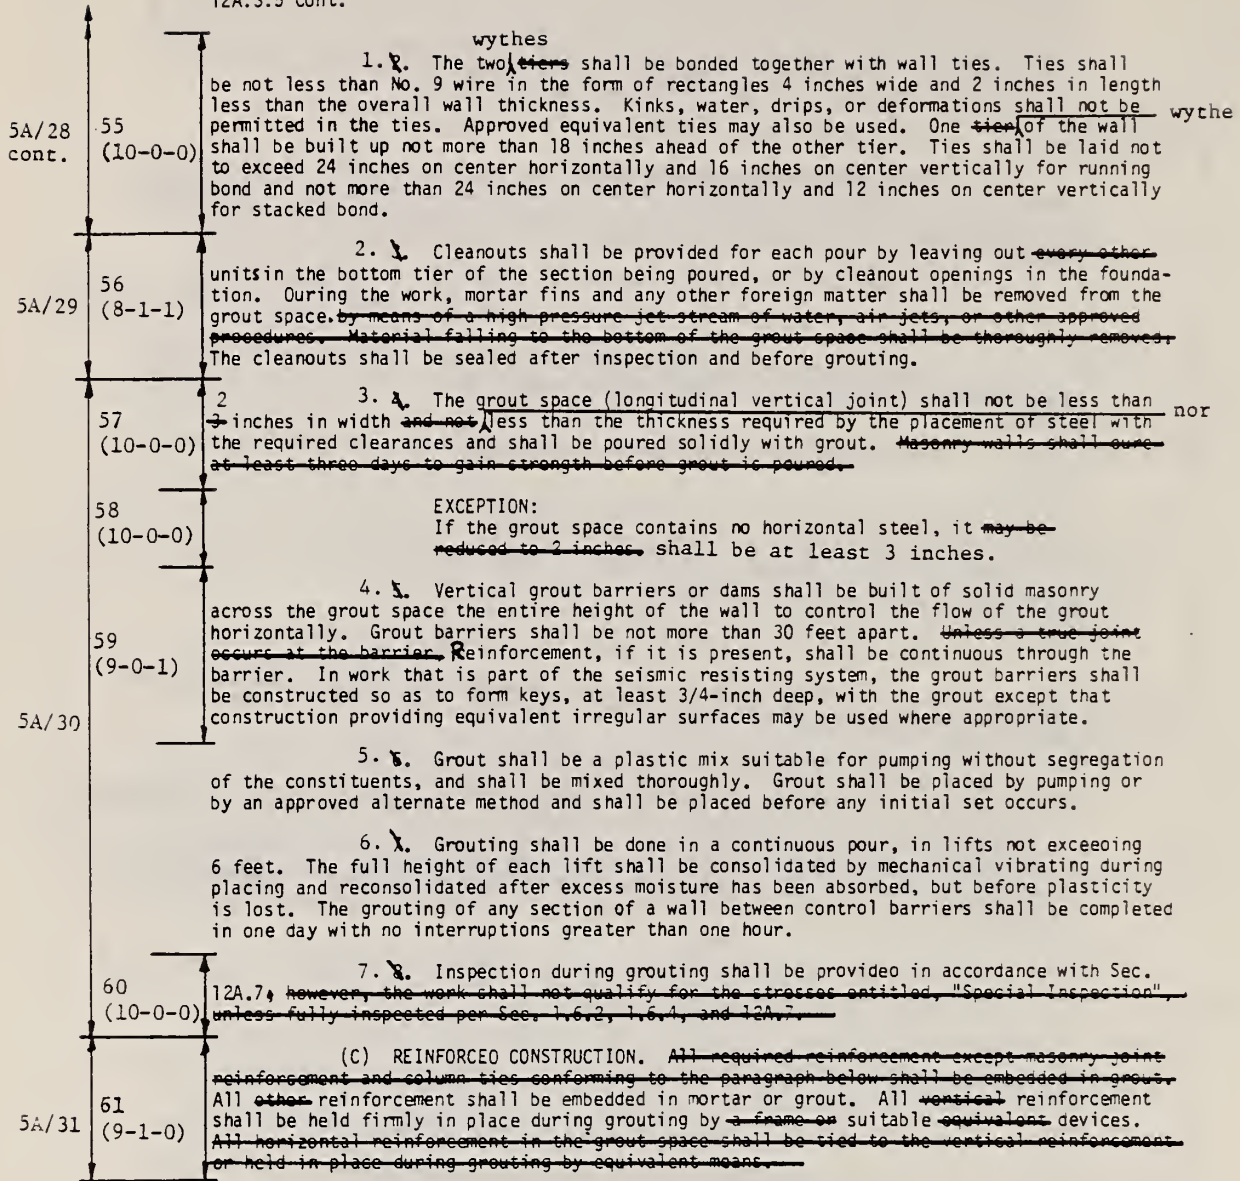 12A.3.5 Cont.
wythes
1. 2. The two tiers shall be bonded together with wall ties. Ties shall
be not less than No. 9 wire in the form of rectangles 4 inches wide and 2 inches in length
less than the overall wall thickness. Kinks, water, drips, or deformations shall not be wythe
5A/28 55 permitted in the ties. Approved equivalent ties may also be used. One tier of the wall
cont. (10-0-0) shall be built up not more than 18 inches ahead of the other tier. Ties shall be laid not
to exceed 24 inches on center horizontally and 16 inches on center vertically for running
bond and not more than 24 inches on center horizontally and 12 inches on center vertically
for stacked bond.
2. 3. Cleanouts shall be provided for each pour by leaving out every other
56 units in the bottom tier of the section being poured, or by cleanout openings in the founda-
5A/29 (8-1-1) tion. Ouring the work, mortar fins and any other foreign matter shall be removed from the
grout space. by means of a high pressure jet stream of water, air jets, or other approved
procedures. Material falling to the bottom of the grout space shall be thoroughly removed.
The cleanouts shall be sealed after inspection and before grouting.
2 3. 4. The grout space (longitudinal vertical joint) shall not be less than
57 3 inches in width and not less than the thickness required by the placement of steel with nor
(10-0-0) the required clearances and shall be poured solidly with grout. Masonry walls shall cure
at least three days to gain strength before grout is poured.
58 EXCEPTION:
(10-0-0) If the grout space contains no horizontal steel, it may be
reduced to 2 inches. shall be at least 3 inches.
4. 5. Vertical grout barriers or dams shall be built of solid masonry
across the grout space the entire height of the wall to control the flow of the grout
59 horizontally. Grout barriers shall be not more than 30 feet apart. Unless a true joint
(9-0-1) occurs at the barrier, Reinforcement, if it is present, shall be continuous through the
barrier. In work that is part of the seismic resisting system, the grout barriers shall
be constructed so as to form keys, at least 3/4-inch deep, with the grout except that
5A/30 construction providing equivalent irregular surfaces may be used where appropriate.
5. 6. Grout shall be a plastic mix suitable for pumping without segregation
of the constituents, and shall be mixed thoroughly. Grout shall be placed by pumping or
by an approved alternate method and shall be placed before any initial set occurs.
6. 7. Grouting shall be done in a continuous pour, in lifts not exceeoing
6 feet. The full height of each lift shall be consolidated by mechanical vibrating during
placing and reconsolidated after excess moisture has been absorbed, but before plasticity
is lost. The grouting of any section of a wall between control barriers shall be completed
in one day with no interruptions greater than one hour.
7. 8. Inspection during grouting shall be provideo in accordance with Sec.
60 12A.7, however, the work shall not qualify for the stresses entitled, "Special Inspection",
(10-0-0) unless fully inspected per Sec. 1.6.2, 1.6.4, and 12A.7.
(C) REINFORCEO CONSTRUCTION. All required reinforcement except masonry joint
reinforcement and column ties conforming to the paragraph below shall be embedded in grout.
61 All other reinforcement shall be embedded in mortar or grout. All vertical reinforcement
5A/31 (9-1-0) shall be held firmly in place during grouting by a frame or suitable equivalent devices.
All horizontal reinforcement in the grout space shall be tied to the vertical reinforcement
or held in place during grouting by equivalent means.